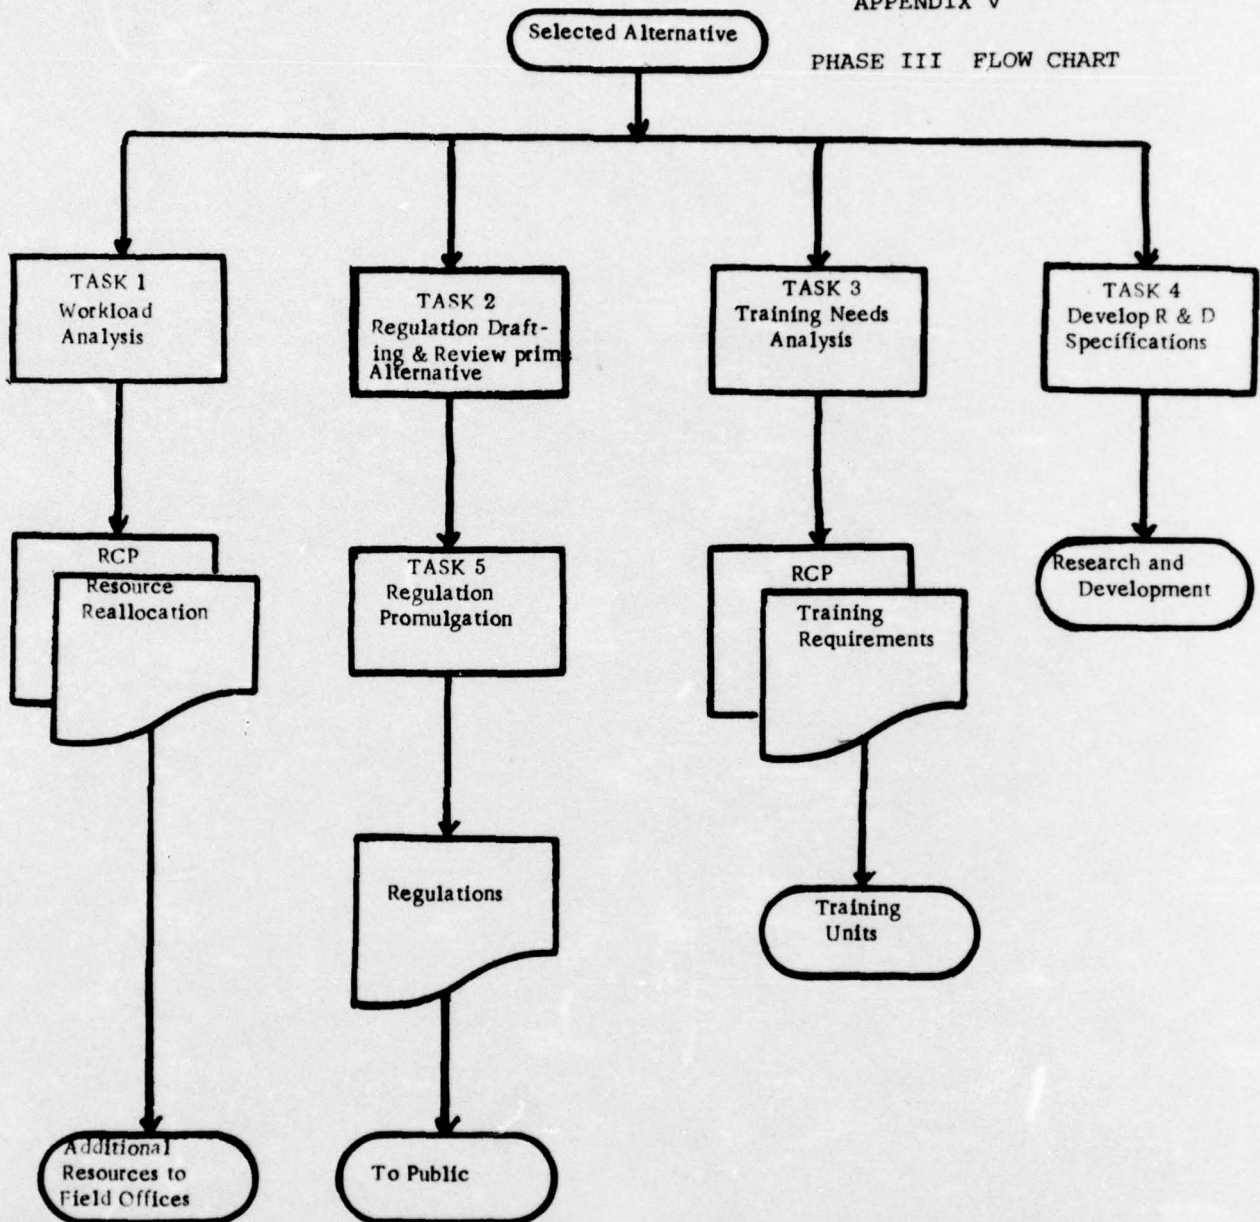 APPENDIX V
PHASE III FLOW CHART
Selected Alternative
TASK 1
Workload
Analysis
TASK 2
Regulation Draft-
ing & Review prime
Alternative
TASK 3
Training Needs
Analysis
TASK 4
Develop R & D
Specifications
RCP
Resource
Reallocation
TASK 5
Regulation
Promulgation
RCP
Training
Requirements
Research and
Development
Regulations
Training
Units
Additional
Resources to
Field Offices
To Public